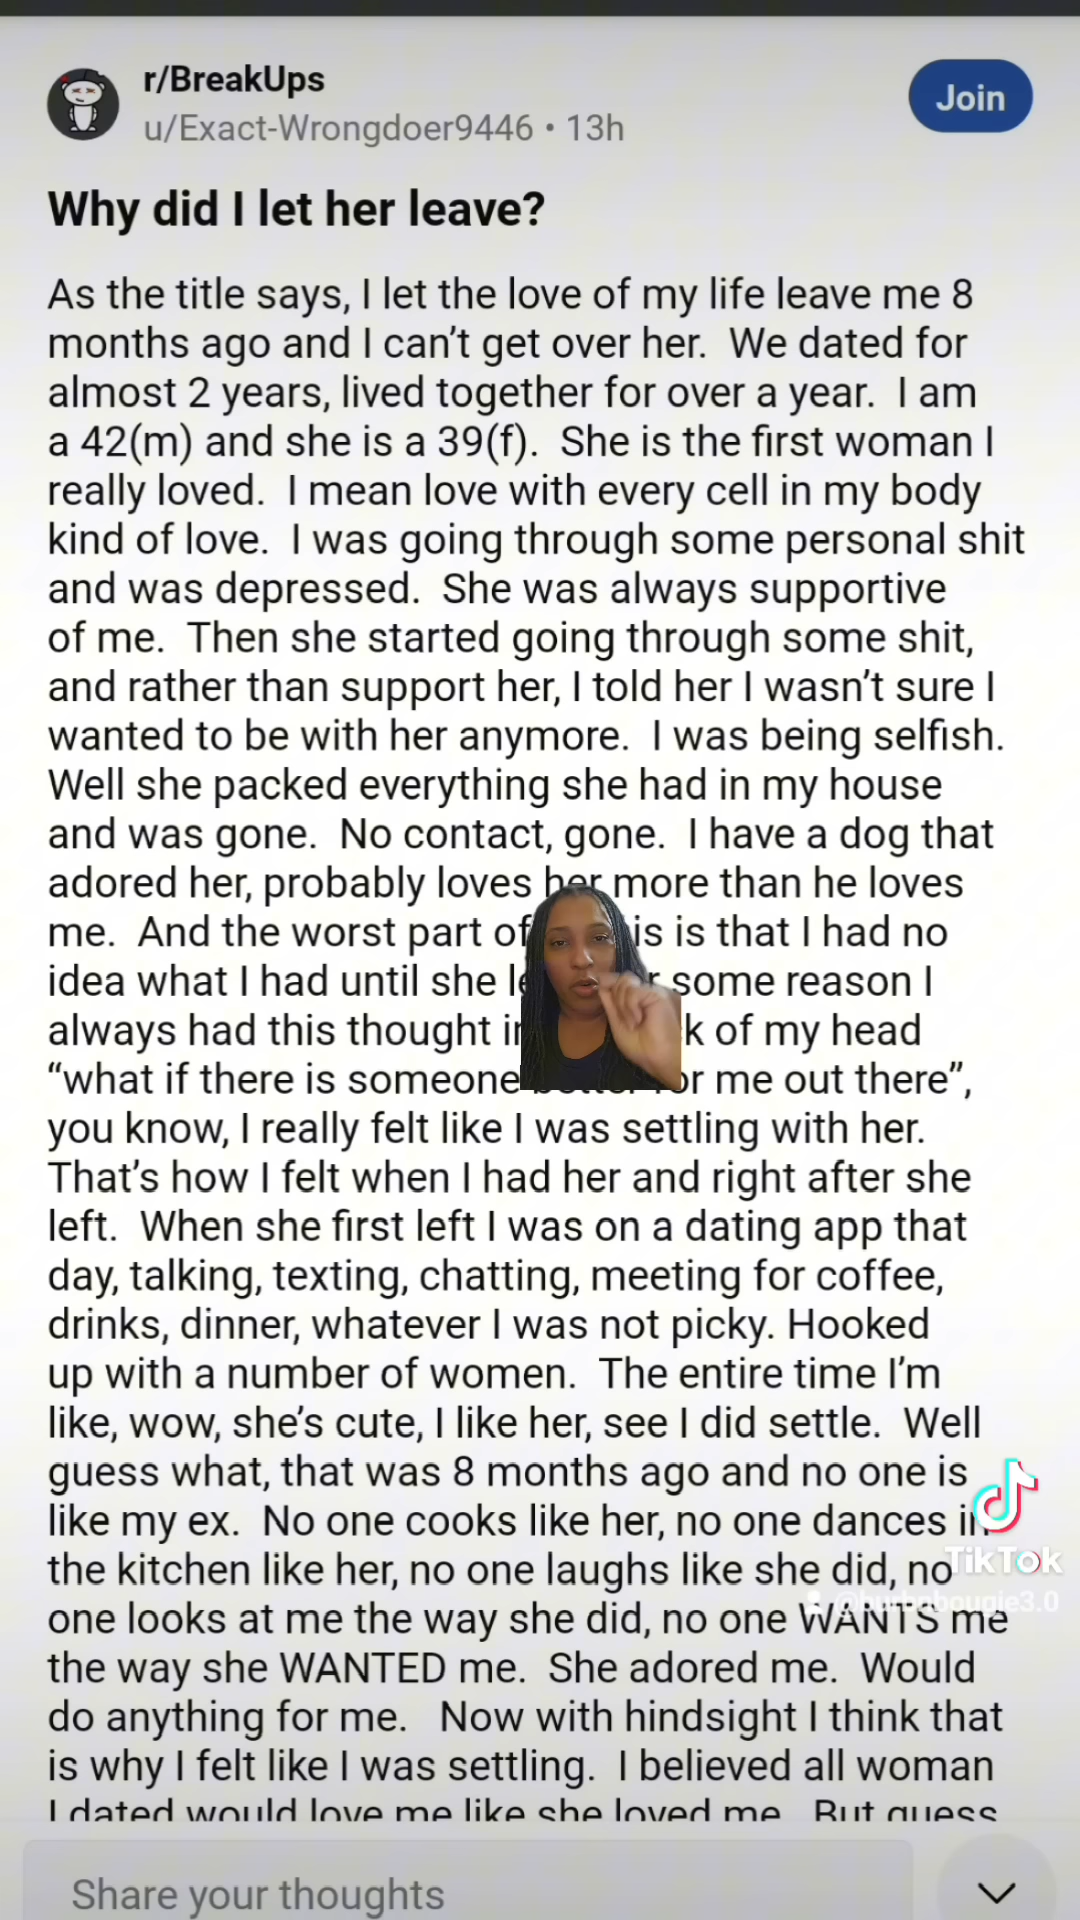 r/BreakUps
u/Exact-Wrongdoer9446 • 13h
Join
Why did I let her leave?
As the title says, I let the love of my life leave me 8
months ago and I can't get over her.  We dated for
almost 2 years, lived together for over a year.  I am
a 42(m) and she is a 39(f).  She is the first woman I
really loved.  I mean love with every cell in my body
kind of love.  I was going through some personal shit
and was depressed.  She was always supportive
of me.  Then she started going through some shit,
and rather than support her, I told her I wasn't sure I
wanted to be with her anymore.  I was being selfish.
Well she packed everything she had in my house
and was gone.  No contact, gone.  I have a dog that
adored her, probably loves her more than he loves
me.  And the worst part of is is that I had no
idea what I had until she some reason I
always had this thought of my head
“what if there is someone better for me out there”,
you know, I really felt like I was settling with her.
That's how I felt when I had her and right after she
left.  When she first left I was on a dating app that
day, talking, texting, chatting, meeting for coffee,
drinks, dinner, whatever I was not picky. Hooked
up with a number of women.  The entire time I'm
like, wow, she's cute, I like her, see I did settle.  Well
guess what, that was 8 months ago and no one is
like my ex.  No one cooks like her, no one dances in
the kitchen like her, no one laughs like she did, no
one looks at me the way she did, no one WANTS me
the way she WANTED me.  She adored me.  Would
do anything for me.   Now with hindsight I think that
is why I felt like I was settling.  I believed all woman
I dated would love me like she loved me.  But guess
TikTok
Share your thoughts